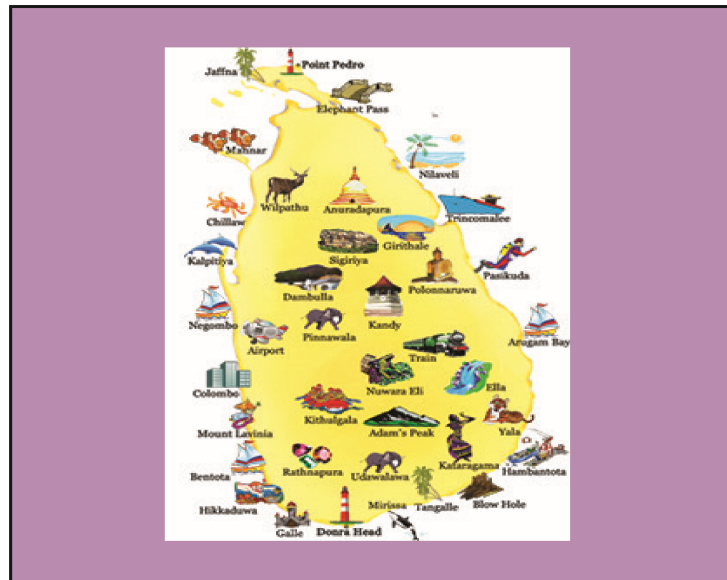 Point Pedro
Jaffna
Elephant Pass
Mannar
Nilaveli
Wilpathu
Anuradapura
Chillaw
Trincomalee
Girithale
Kalpitiya
Sigiriya
Pasikuda
Dambulla
Polonnaruwa
Negombo
Pinnawala
Kandy
Arugam Bay
Airport
Train
Colombo
Nuwara Eli
Ella
Kithulgala
Mount Lavinia
Adam's Peak
Yala
Rathnapura
Udawalawa
Kataragama
Hambantota
Bentota
Hikkaduwa
Mirissa
Tangalle
Blow Hole
Galle
Donra Head